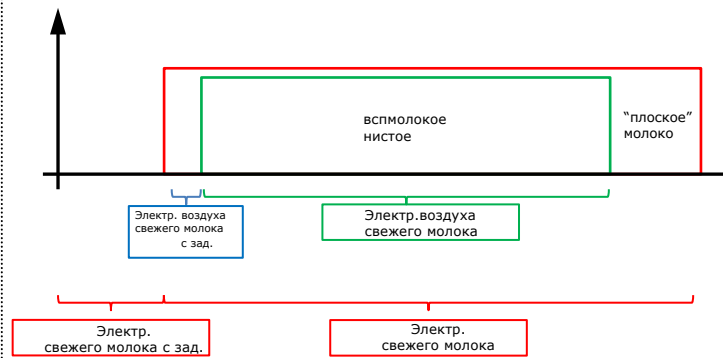 вспмолокое
нистое
“плоское”
молоко
Электр. воздуха
свежего молока
с зад.
Электр.воздуха
свежего молока
Электр.
свежего молока с зад.
Электр.
свежего молока